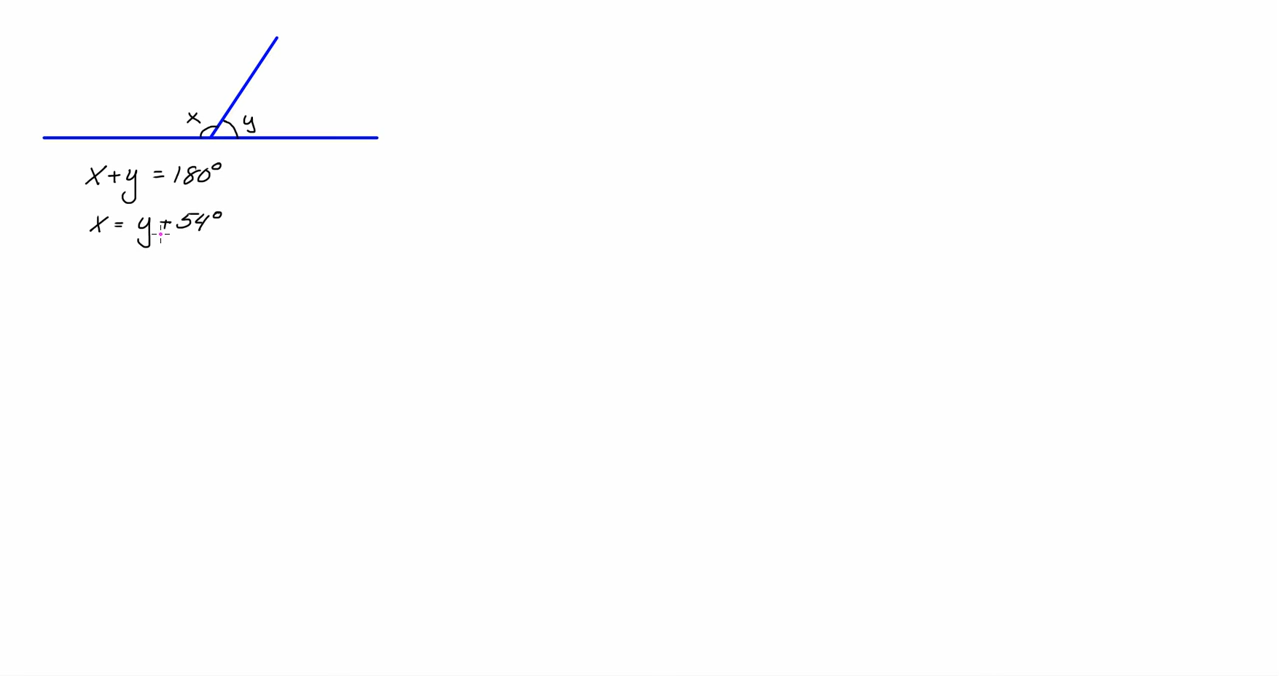 x y
x+y = 180°
x = y+54°